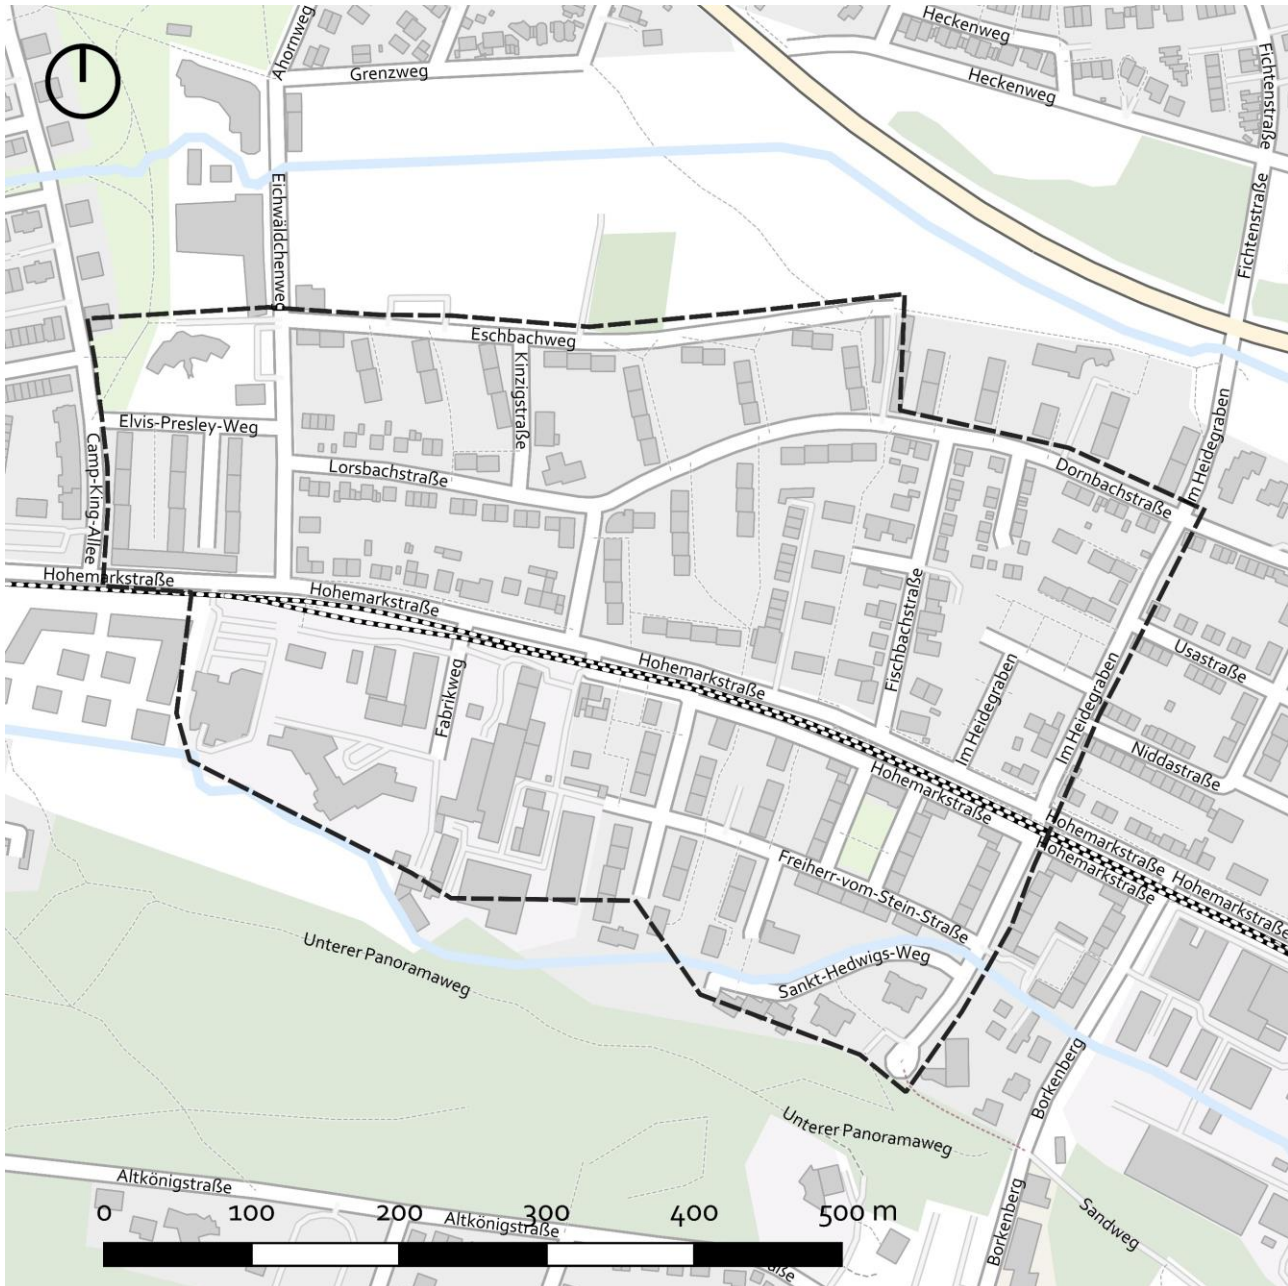 Heckenweg
Ahornweg
Grenzweg
Heckenweg
Fichtenstraße
Eichwäldchenweg
Fichtenstraße
Eschbachweg
Kinzigstraße
Elvis-Presley-Weg
Camp-King-Allee
Lorsbachstraße
Dornbachstraße
Im Heidegraben
Hohemarkstraße
Hohemarkstraße
Fischbachstraße
Hohemarkstraße
Fabrikweg
Im Heidegraben
Im Heidegraben
Usastraße
Niddastraße
Hohemarkstraße
Hohemarkstraße
Hohemarkstraße
Hohemarkstraße
Freiherr-vom-Stein-Straße
Unterer Panoramaweg
Sankt-Hedwigs-Weg
Borkenberg
Unterer Panoramaweg
Altkönigstraße
Altkönigstraße
Borkenberg
Sandweg
0 100 200 300 400 500 m